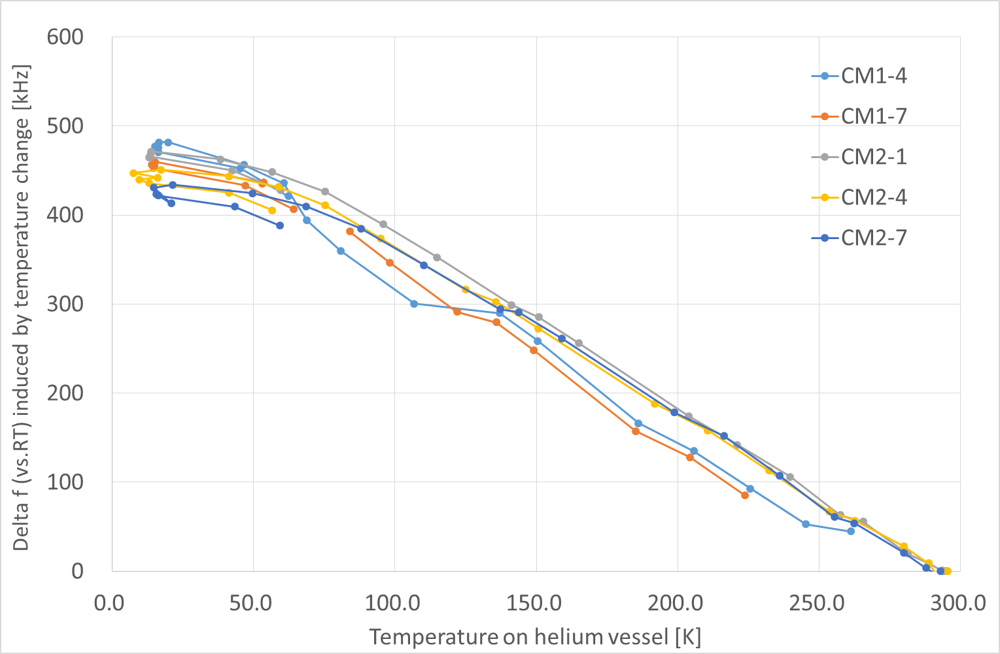 Delta f (vs.RT) induced by temperature change [kHz]
600
500
400
300
200
100
0
CM1-4
CM1-7
CM2-1
CM2-4
CM2-7
0.0 50.0 100.0 150.0 200.0 250.0 300.0
Temperature on helium vessel [K]